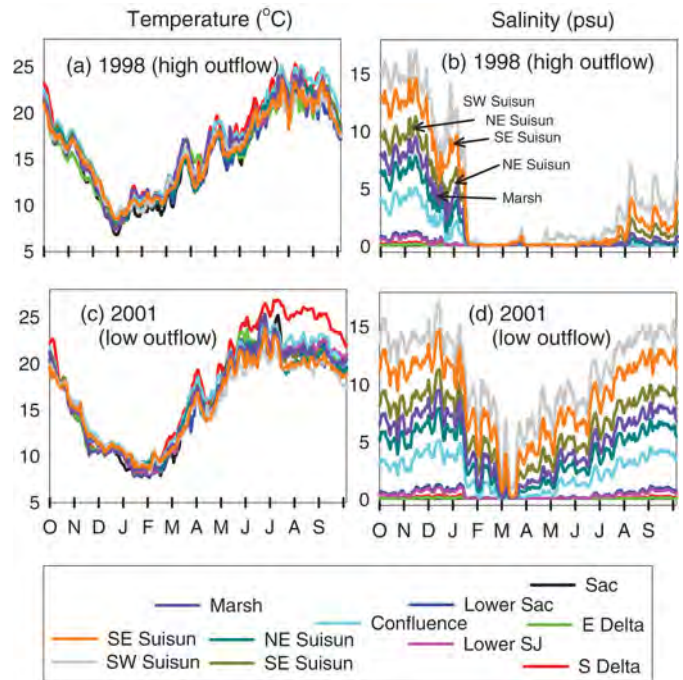 Temperature (°C)
Salinity (psu)
(a) 1998 (high outflow)
25
20
15
10
5
(b) 1998 (high outflow)
15
10
5
0
SW Suisun
NE Suisun
SE Suisun
NE Suisun
Marsh
(c) 2001
(low outflow)
25
20
15
10
5
O N D J F M A M J J A S
(d) 2001
(low outflow)
15
10
5
0
O N D J F M A M J J A S
Sac
Marsh
Lower Sac
Confluence
E Delta
SE Suisun
NE Suisun
Lower SJ
SW Suisun
SE Suisun
S Delta